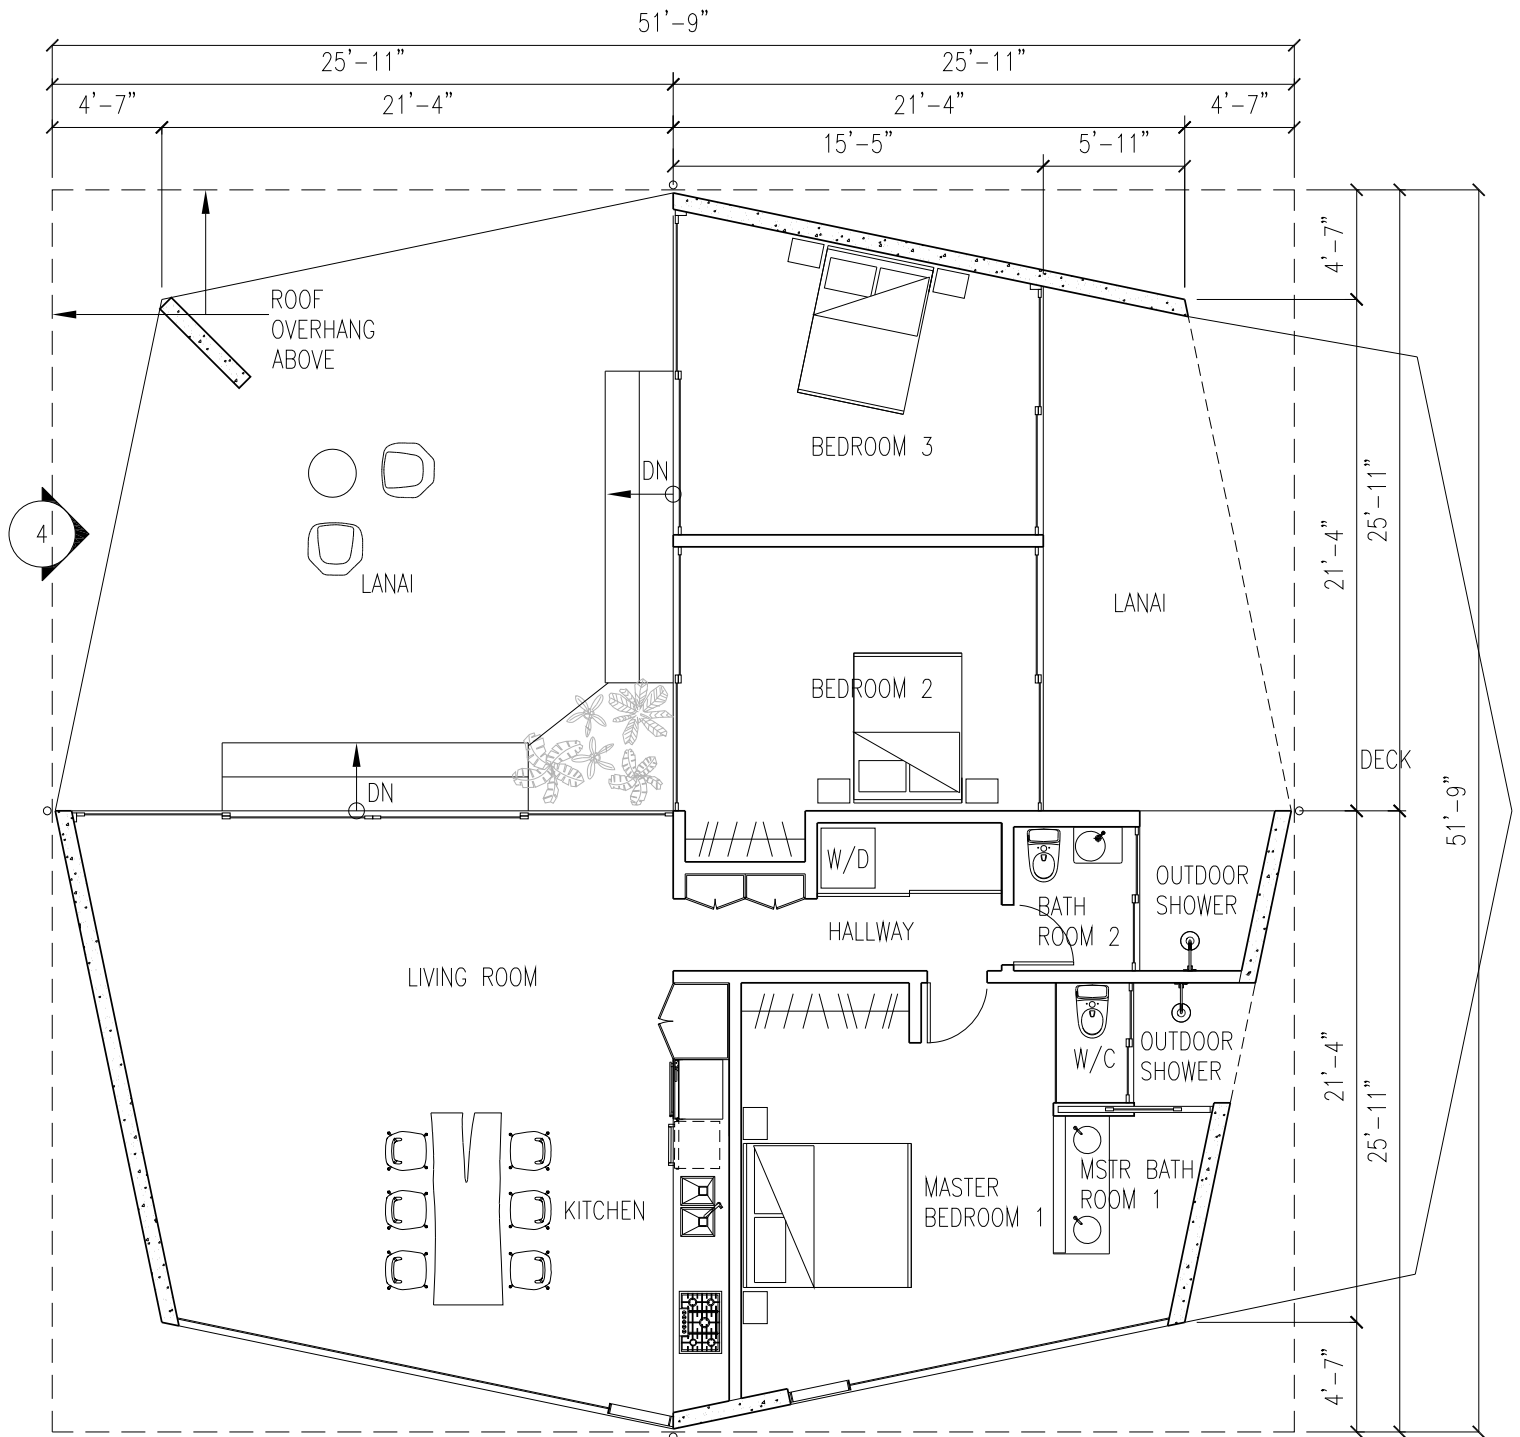 51'-9"
25'-11"
25'-11"
4'-7"
21'-4"
21'-4"
4'-7"
15'-5"
5'-11"
4'-7"
ROOF
OVERHANG
ABOVE
BEDROOM 3
DN
25'-11"
4
21'-4"
LANAI
LANAI
BEDROOM 2
DECK
DN
51'-9"
W/D
OUTDOOR
SHOWER
BATH
ROOM 2
HALLWAY
LIVING ROOM
W/C
OUTDOOR
SHOWER
21'-4"
25'-11"
MSTR BATH
ROOM 1
MASTER
BEDROOM 1
KITCHEN
4'-7"